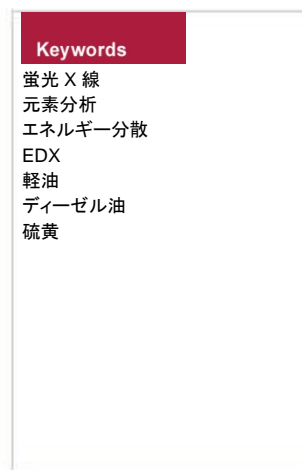 Keywords
蛍光 X 線
元素分析
エネルギー分散
EDX
軽油
ディーゼル油
硫黄